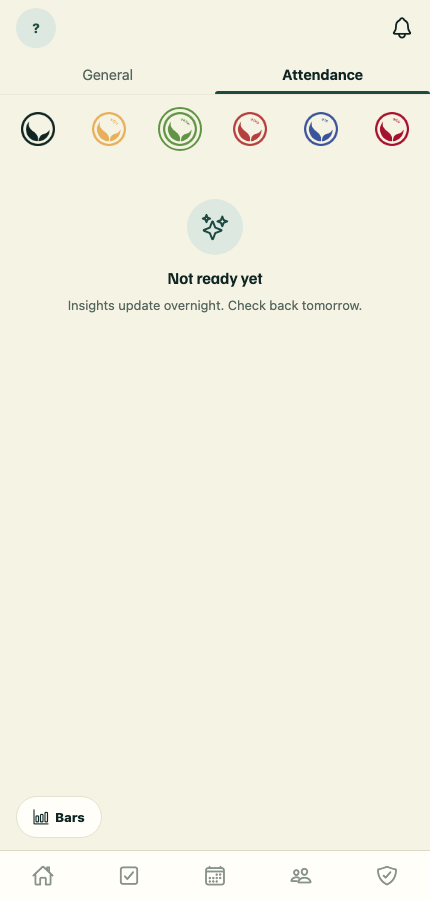 ?
General
Attendance
Not ready yet
Insights update overnight. Check back tomorrow.
Bars